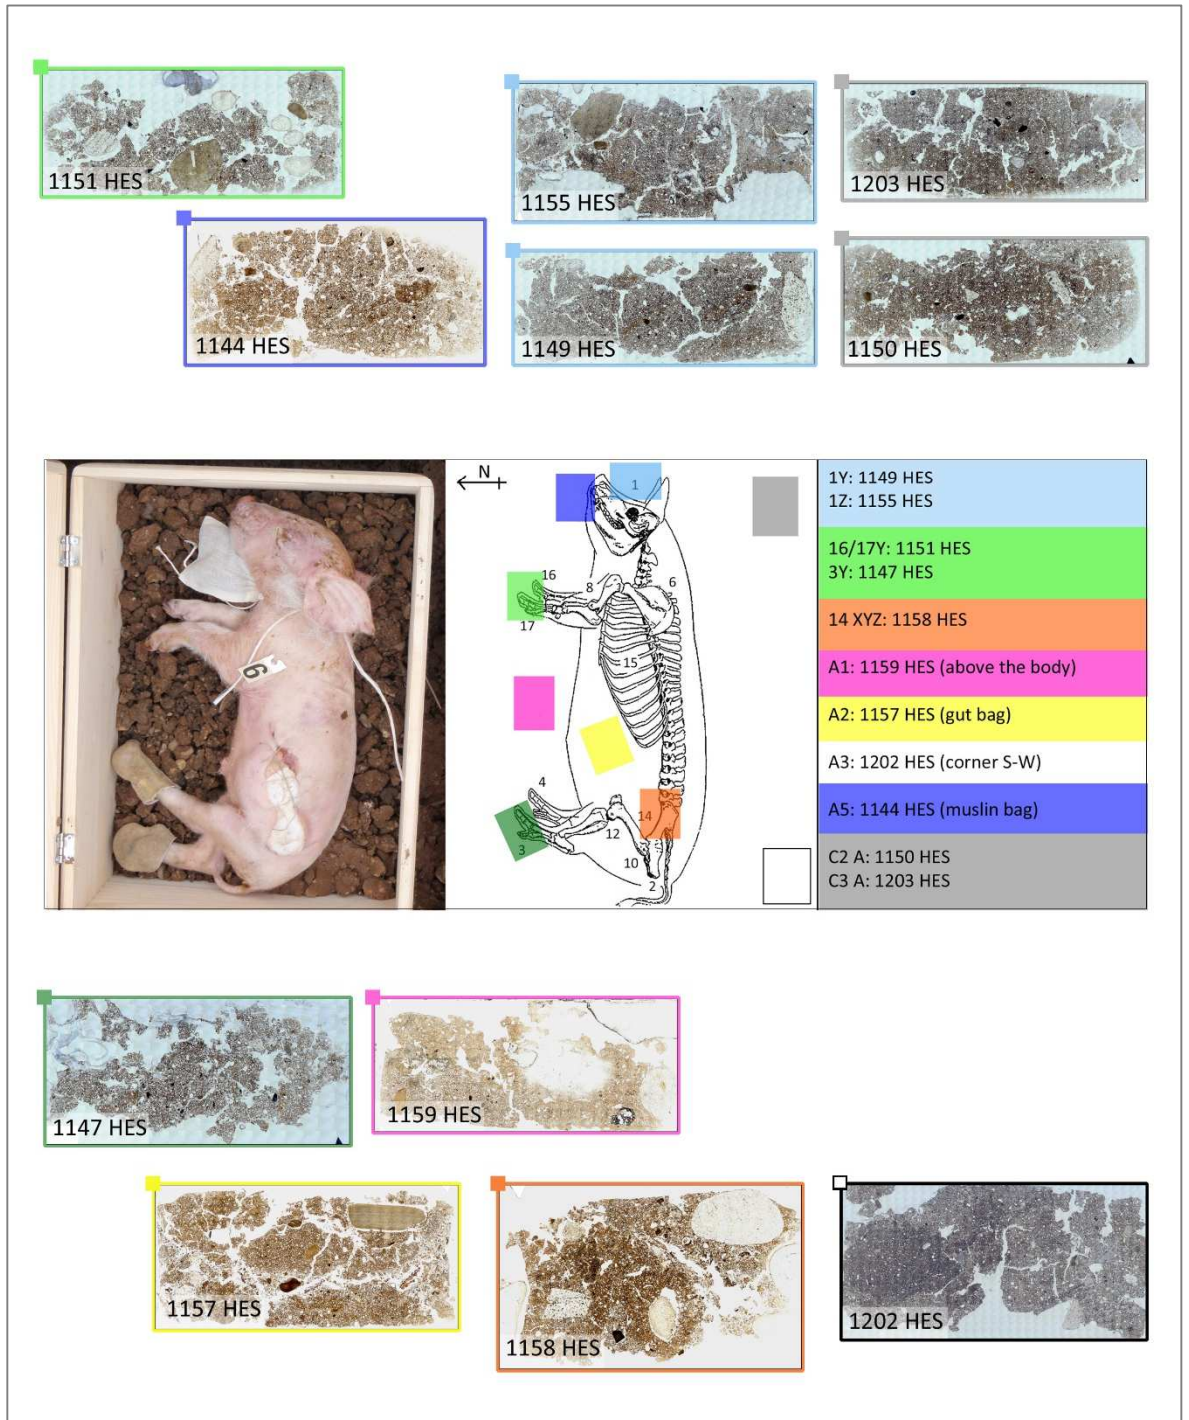 1151 HES
1155 HES
1203 HES
1144 HES
1149 HES
1150 HES
6
N
1
16
8
6
17
15
4
14
12
3
10
2
1Y: 1149 HES
1Z: 1155 HES
16/17Y: 1151 HES
3Y: 1147 HES
14 XYZ: 1158 HES
A1: 1159 HES (above the body)
A2: 1157 HES (gut bag)
A3: 1202 HES (corner S-W)
A5: 1144 HES (muslin bag)
C2 A: 1150 HES
C3 A: 1203 HES
1147 HES
1159 HES
1157 HES
1158 HES
1202 HES